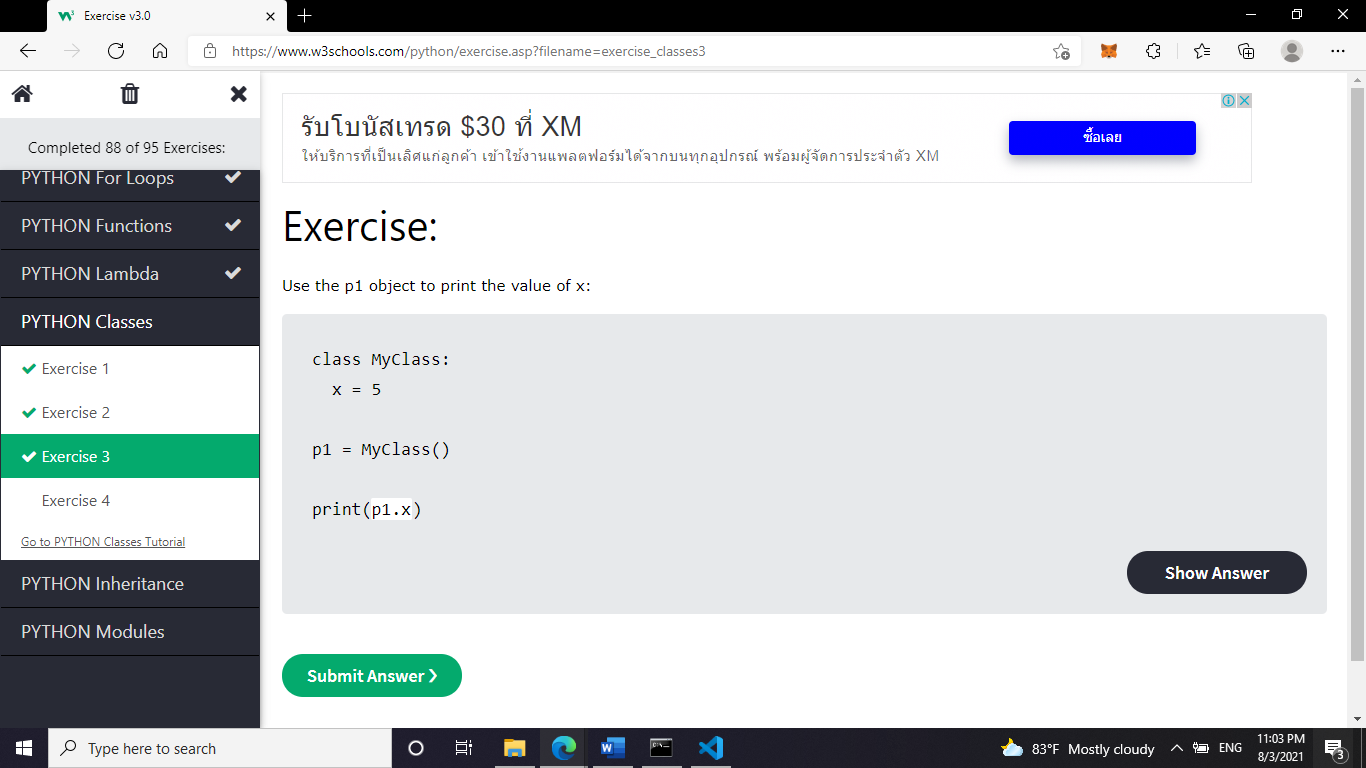 Exercise v3.0
https://www.w3schools.com/python/exercise.asp?filename=exercise_classes3
Completed 88 of 95 Exercises:
PYTHON For Loops
PYTHON Functions
PYTHON Lambda
PYTHON Classes
Exercise 1
Exercise 2
Exercise 3
Exercise 4
Go to PYTHON Classes Tutorial
PYTHON Inheritance
PYTHON Modules
รับโบนัสเทรด $30 ที่ XM
ให้บริการที่เป็นเลิศแก่ลูกค้า เข้าใช้งานแพลตฟอร์มได้จากบนทุกอุปกรณ์ พร้อมผู้จัดการประจำตัว XM
ซื้อเลย
Exercise:
Use the p1 object to print the value of x:
class MyClass:
x = 5
p1 = MyClass()
print(p1.x)
Show Answer
Submit Answer ❯
Type here to search
83°F Mostly cloudy
ENG
11:03 PM
8/3/2021
3